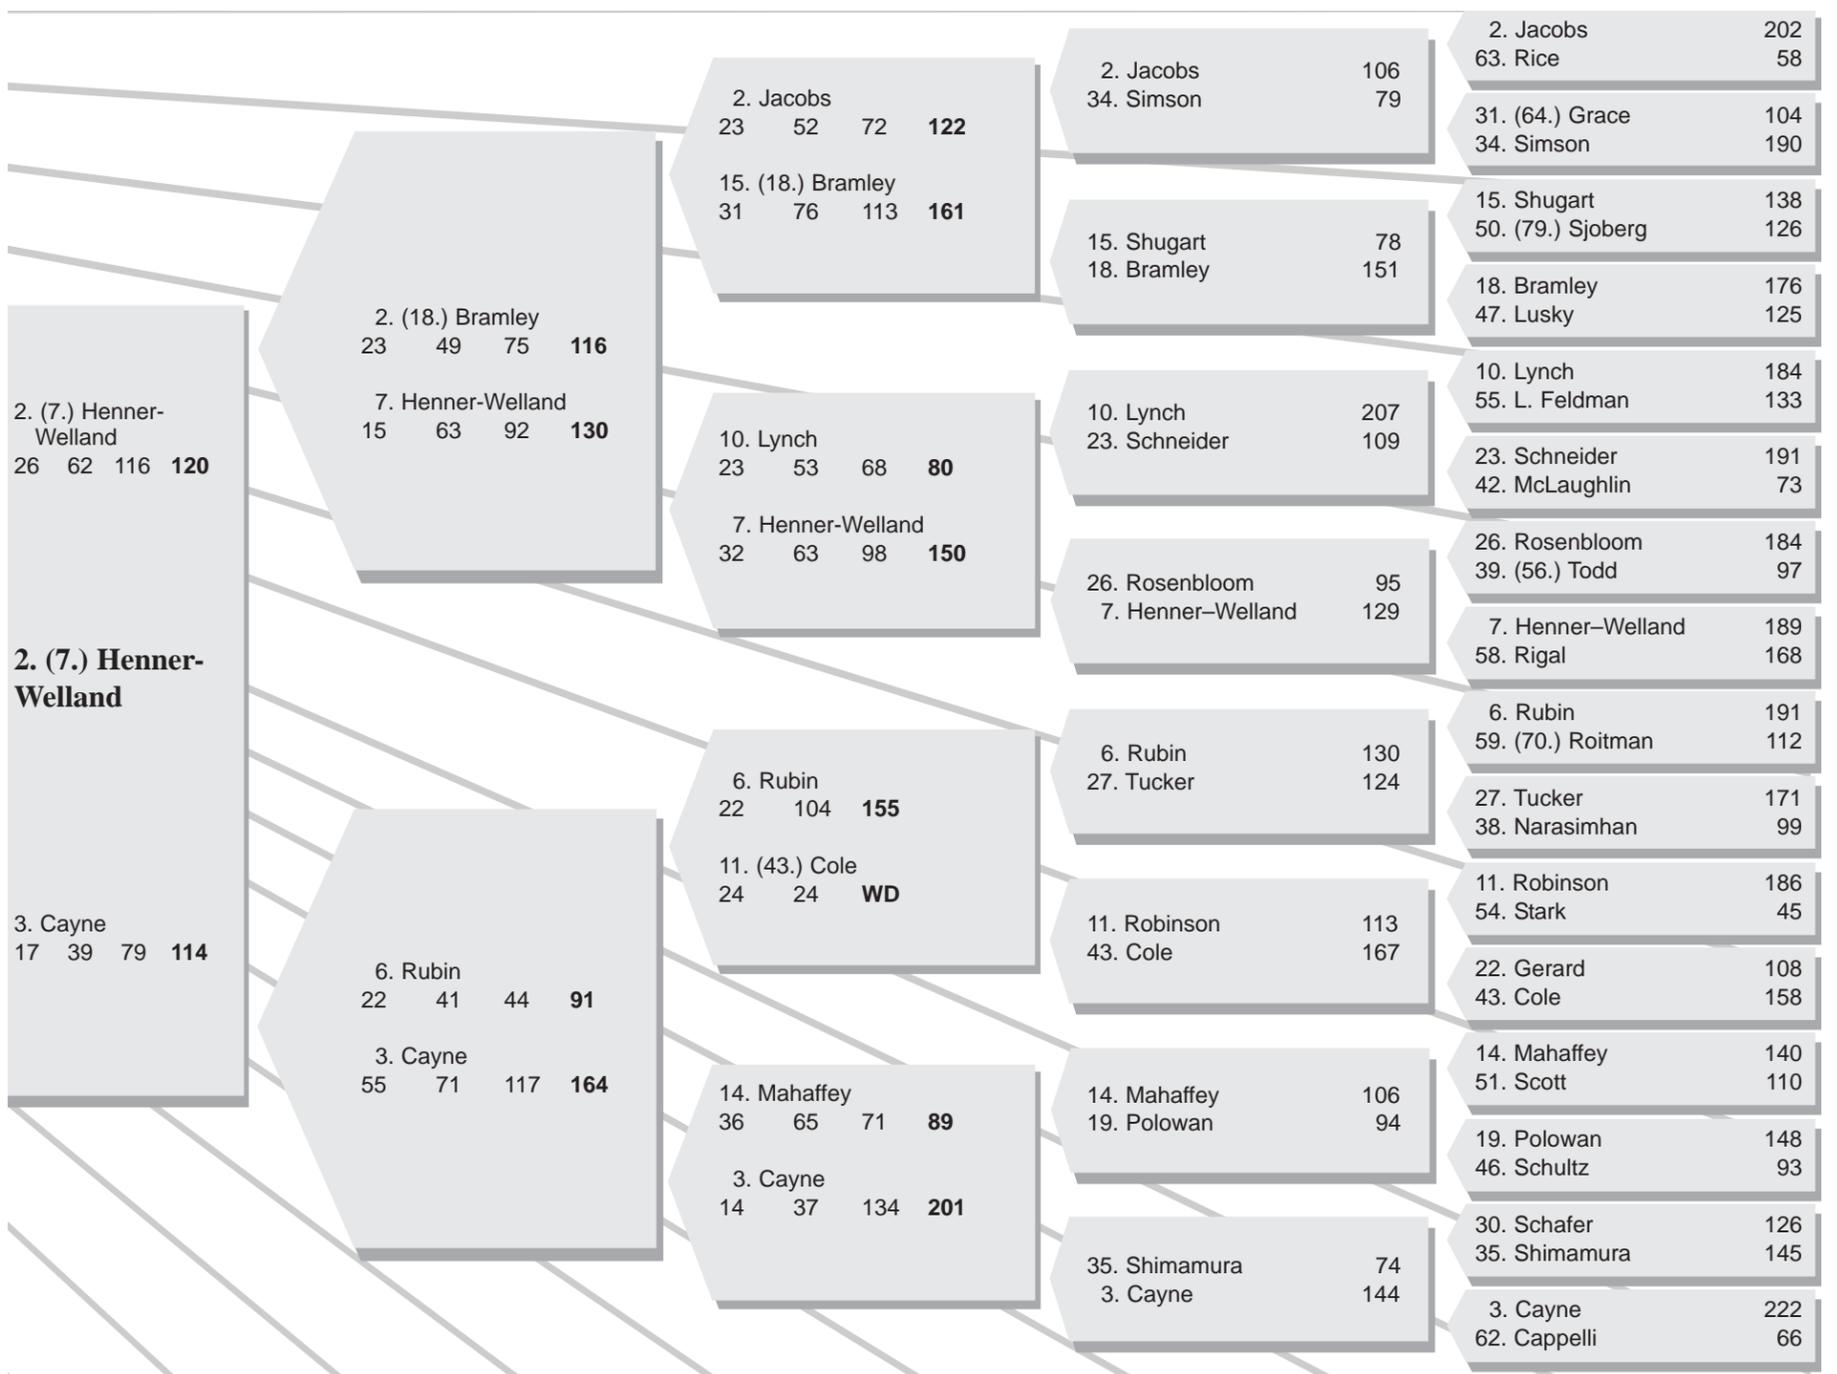 2. (7.) Henner-
Welland
26 62 116 120
2. (7.) Henner-
Welland
3. Cayne
17 39 79 114
2. (18.) Bramley
23 49 75 116
7. Henner-Welland
15 63 92 130
6. Rubin
22 41 44 91
3. Cayne
55 71 117 164
2. Jacobs
23 52 72 122
15. (18.) Bramley
31 76 113 161
10. Lynch
23 53 68 80
7. Henner-Welland
32 63 98 150
6. Rubin
22 104 155
11. (43.) Cole
24 24 WD
14. Mahaffey
36 65 71 89
3. Cayne
14 37 134 201
2. Jacobs 106
34. Simson 79
15. Shugart 78
18. Bramley 151
10. Lynch 207
23. Schneider 109
26. Rosenbloom 95
7. Henner–Welland 129
6. Rubin 130
27. Tucker 124
11. Robinson 113
43. Cole 167
14. Mahaffey 106
19. Polowan 94
35. Shimamura 74
3. Cayne 144
2. Jacobs 202
63. Rice 58
31. (64.) Grace 104
34. Simson 190
15. Shugart 138
50. (79.) Sjoberg 126
18. Bramley 176
47. Lusky 125
10. Lynch 184
55. L. Feldman 133
23. Schneider 191
42. McLaughlin 73
26. Rosenbloom 184
39. (56.) Todd 97
7. Henner–Welland 189
58. Rigal 168
6. Rubin 191
59. (70.) Roitman 112
27. Tucker 171
38. Narasimhan 99
11. Robinson 186
54. Stark 45
22. Gerard 108
43. Cole 158
14. Mahaffey 140
51. Scott 110
19. Polowan 148
46. Schultz 93
30. Schafer 126
35. Shimamura 145
3. Cayne 222
62. Cappelli 66